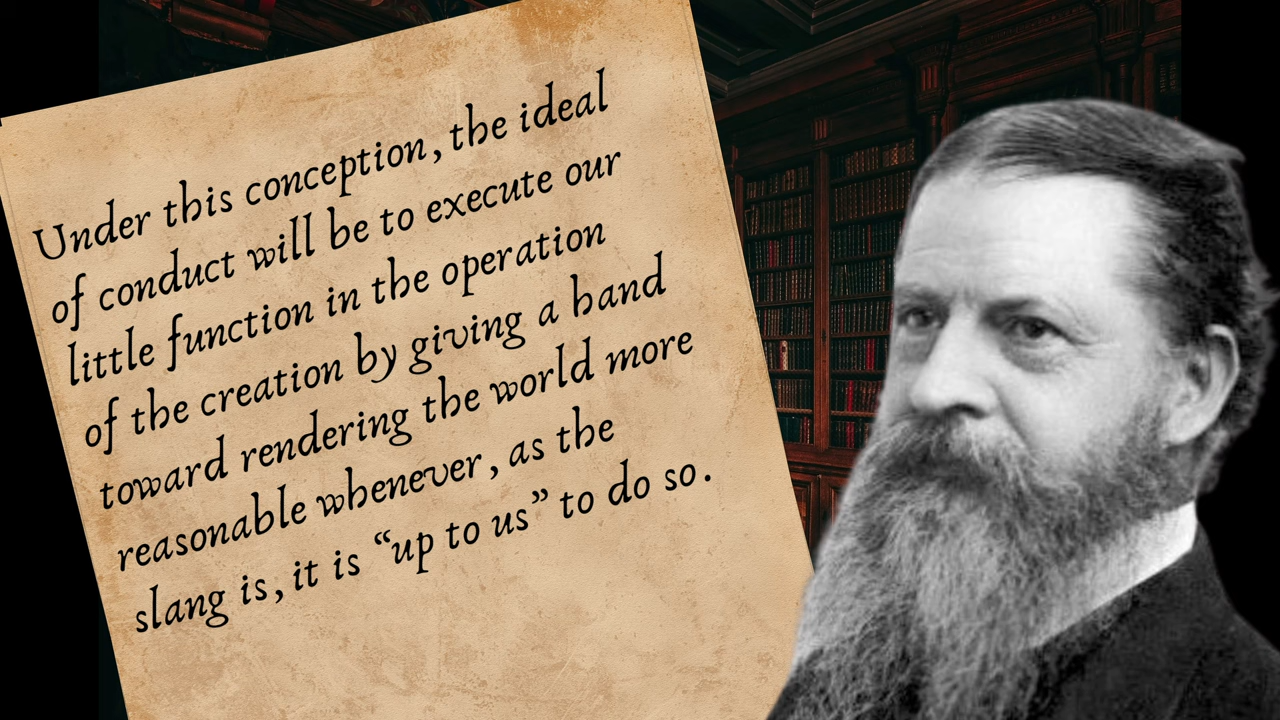 Under this conception, the ideal
of conduct will be to execute our
little function in the operation
of the creation by giving a hand
toward rendering the world more
reasonable whenever, as the
slang is, it is “up to us” to do so.